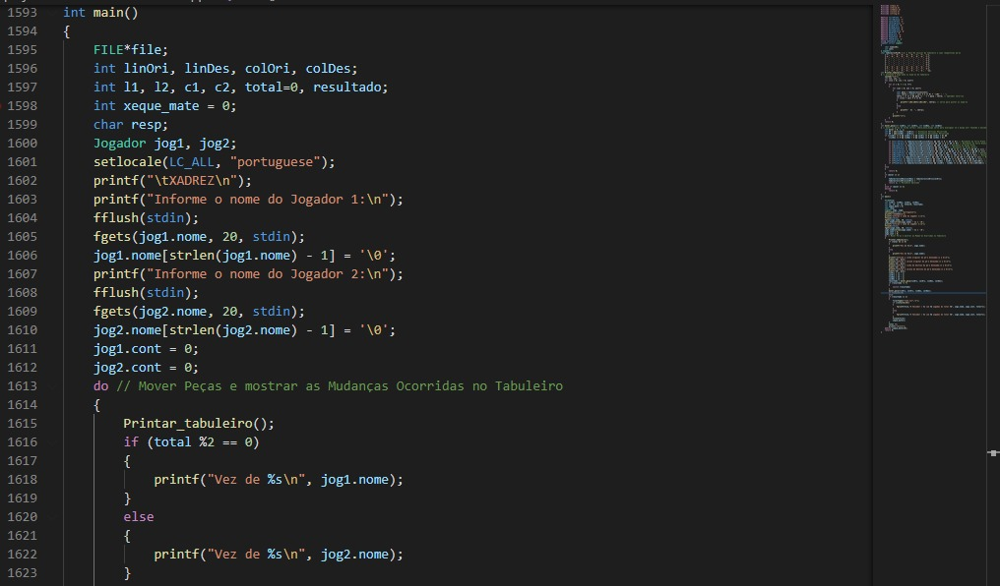 1593 int main()
1594 {
1595 FILE*file;
1596 int linOri, linDes, colOri, colDes;
1597 int l1, l2, c1, c2, total=0, resultado;
1598 int xeque_mate = 0;
1599 char resp;
1600 Jogador jog1, jog2;
1601 setlocale(LC_ALL, "portuguese");
1602 printf("\tXADREZ\n");
1603 printf("Informe o nome do Jogador 1:\n");
1604 fflush(stdin);
1605 fgets(jog1.nome, 20, stdin);
1606 jog1.nome[strlen(jog1.nome) - 1] = '\0';
1607 printf("Informe o nome do Jogador 2:\n");
1608 fflush(stdin);
1609 fgets(jog2.nome, 20, stdin);
1610 jog2.nome[strlen(jog2.nome) - 1] = '\0';
1611 jog1.cont = 0;
1612 jog2.cont = 0;
1613 do // Mover Peças e mostrar as Mudanças Ocorridas no Tabuleiro
1614 {
1615 Printar_tabuleiro();
1616 if (total %2 == 0)
1617 {
1618 printf("Vez de %s\n", jog1.nome);
1619 }
1620 else
1621 {
1622 printf("Vez de %s\n", jog2.nome);
1623 }